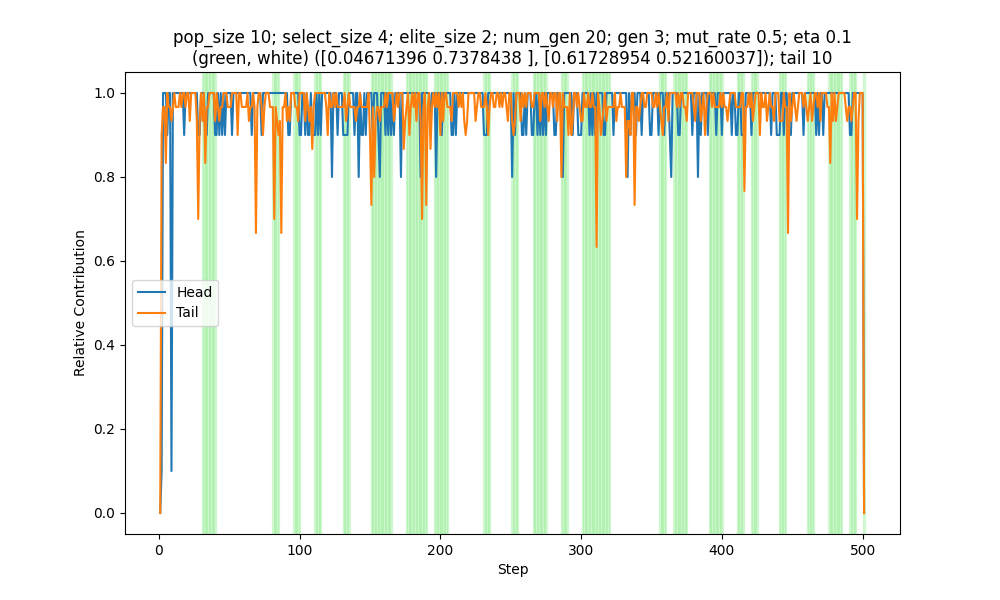 pop_size 10; select_size 4; elite_size 2; num_gen 20; gen 3; mut_rate 0.5; eta 0.1
(green, white) ([0.04671396 0.7378438 ], [0.61728954 0.52160037]); tail 10
1.0
0.8
0.6
0.4
0.2
0.0
Relative Contribution
Head
Tail
0
100
200
300
400
500
Step